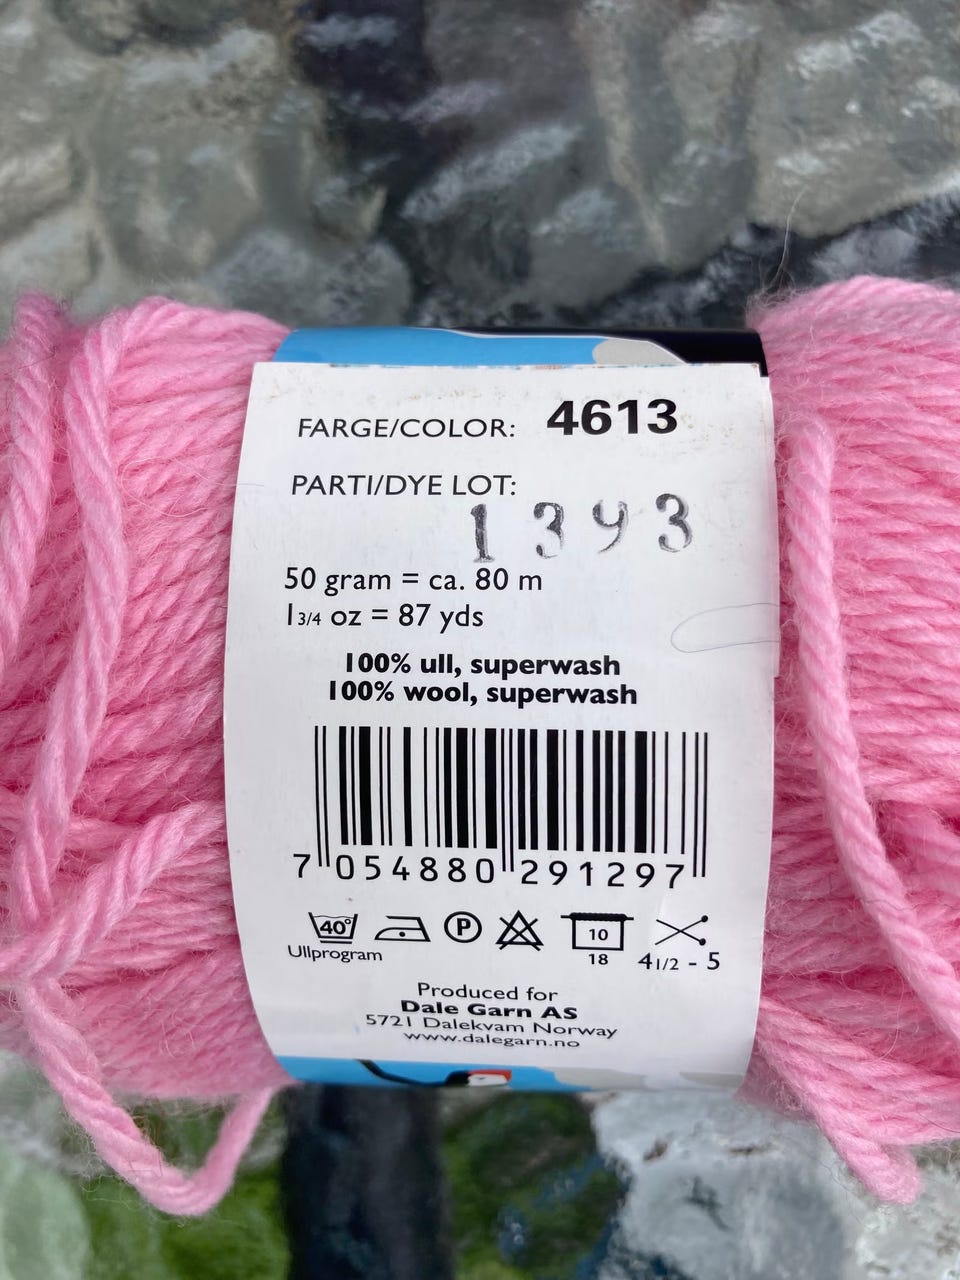 FARGE/COLOR: 4613
PARTI/DYE LOT:
1393
50 gram = ca. 80 m
1 3/4 oz = 87 yds
100% ull, superwash
100% wool, superwash
7 054880 291297
40° P 10
Ullprogram 18 4 1/2 - 5
Produced for
Dale Garn AS
5721 Dalekvam Norway
www.dalegarn.no